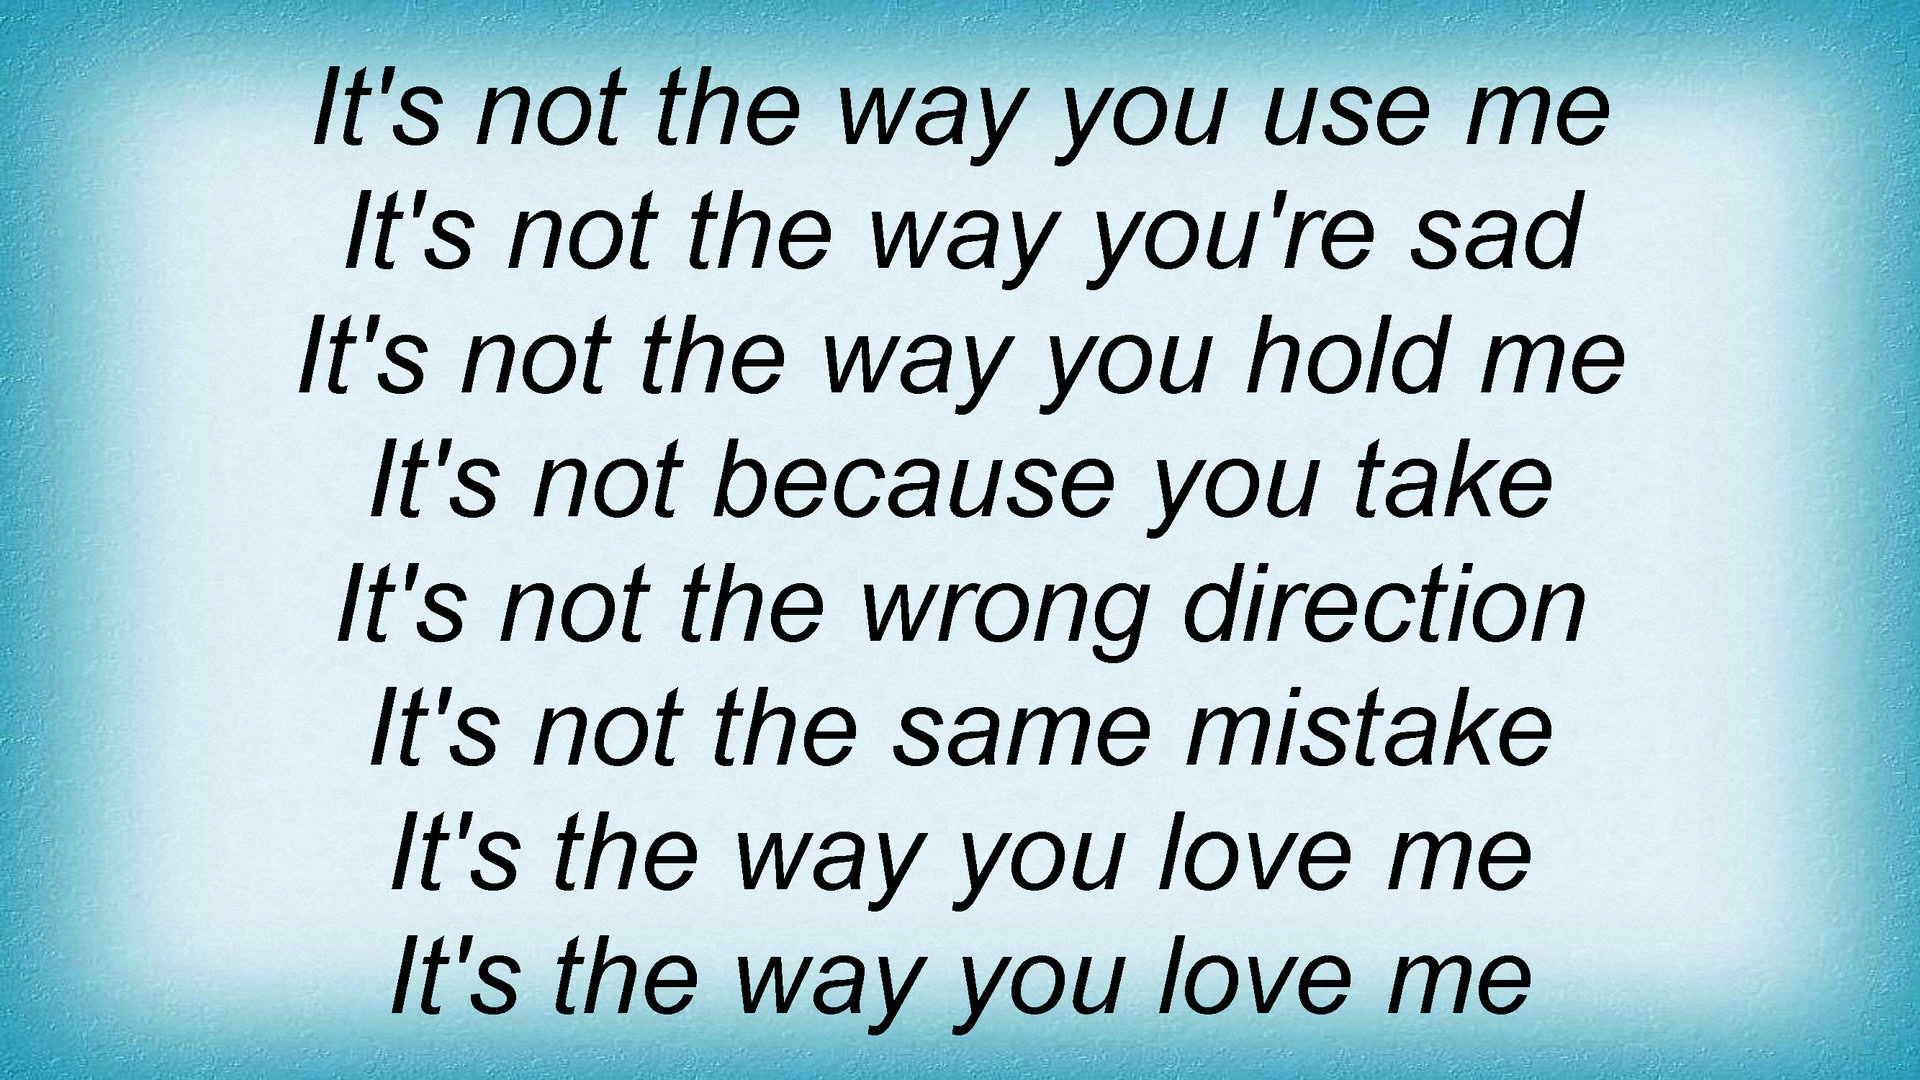 It's not the way you use me
It's not the way you're sad
It's not the way you hold me
It's not because you take
It's not the wrong direction
It's not the same mistake
It's the way you love me
It's the way you love me